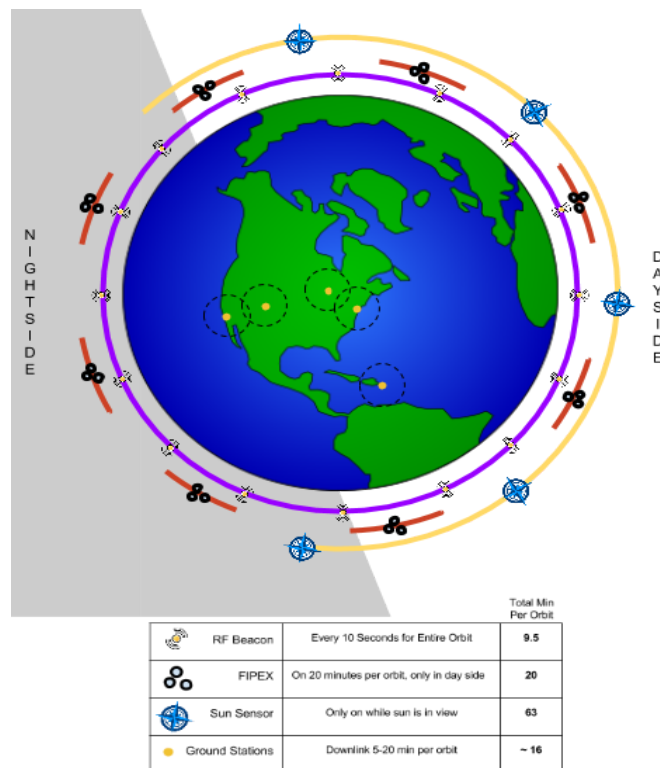 NIGHTSIDE
DAYSIDE
Total Min
Per Orbit
RF Beacon Every 10 Seconds for Entire Orbit 9.5
FIPEX On 20 minutes per orbit, only in day side 20
Sun Sensor Only on while sun is in view 63
Ground Stations Downlink 5-20 min per orbit ~ 16